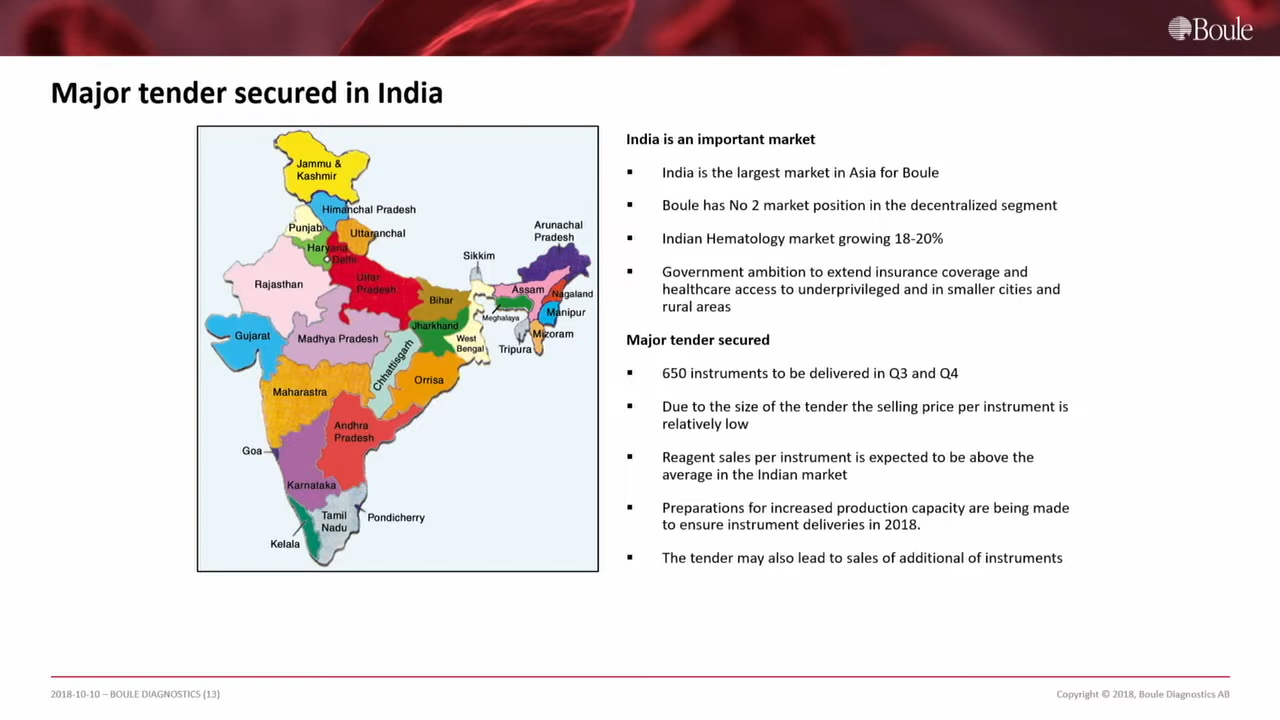 Boule
Major tender secured in India
Jammu &
Kashmir
Himanchal Pradesh
Punjab
Uttaranchal
Haryana
Delhi
Arunachal
Pradesh
Sikkim
Rajasthan
Uttar
Pradesh
Bihar
Assam
Nagaland
Meghalaya
Manipur
Gujarat
Madhya Pradesh
Jharkhand
West
Bengal
Tripura
Mizoram
Chhattisgarh
Orrisa
Maharastra
Andhra
Pradesh
Goa
Karnataka
Tamil
Nadu
Pondicherry
Kelala
India is an important market
▪ India is the largest market in Asia for Boule
▪ Boule has No 2 market position in the decentralized segment
▪ Indian Hematology market growing 18-20%
▪ Government ambition to extend insurance coverage and
healthcare access to underprivileged and in smaller cities and
rural areas
Major tender secured
▪ 650 instruments to be delivered in Q3 and Q4
▪ Due to the size of the tender the selling price per instrument is
relatively low
▪ Reagent sales per instrument is expected to be above the
average in the Indian market
▪ Preparations for increased production capacity are being made
to ensure instrument deliveries in 2018.
▪ The tender may also lead to sales of additional of instruments
2018-10-10 – BOULE DIAGNOSTICS (13)
Copyright © 2018, Boule Diagnostics AB